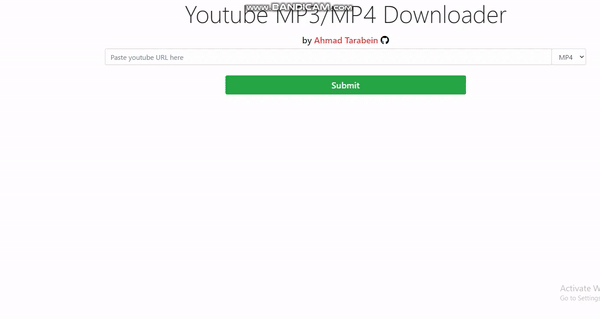 Youtube MP3/MP4 Downloader
www.BANDICAM.com
by Ahmad Tarabein
Paste youtube URL here
MP4
Submit
Activate W
Go to Settings